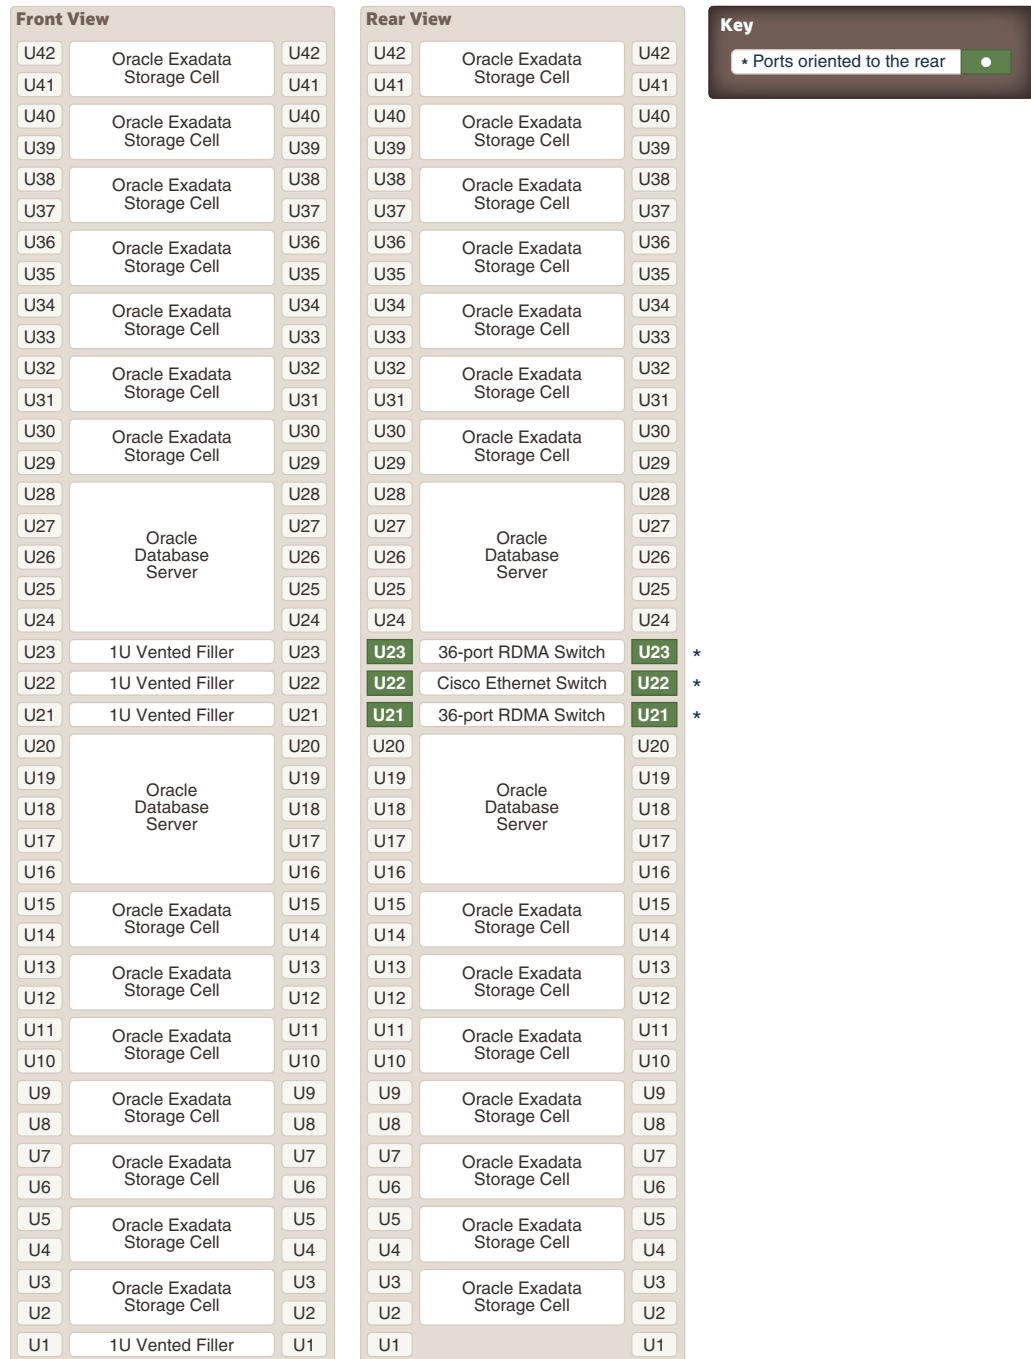 Front View
U42 Oracle Exadata U42
U41 Storage Cell U41
U40 Oracle Exadata U40
U39 Storage Cell U39
U38 Oracle Exadata U38
U37 Storage Cell U37
U36 Oracle Exadata U36
U35 Storage Cell U35
U34 Oracle Exadata U34
U33 Storage Cell U33
U32 Oracle Exadata U32
U31 Storage Cell U31
U30 Oracle Exadata U30
U29 Storage Cell U29
U28 U28
U27 Oracle U27
U26 Database U26
U25 Server U25
U24 U24
U23 1U Vented Filler U23
U22 1U Vented Filler U22
U21 1U Vented Filler U21
U20 U20
U19 Oracle U19
U18 Database U18
U17 Server U17
U16 U16
U15 Oracle Exadata U15
U14 Storage Cell U14
U13 Oracle Exadata U13
U12 Storage Cell U12
U11 Oracle Exadata U11
U10 Storage Cell U10
U9 Oracle Exadata U9
U8 Storage Cell U8
U7 Oracle Exadata U7
U6 Storage Cell U6
U5 Oracle Exadata U5
U4 Storage Cell U4
U3 Oracle Exadata U3
U2 Storage Cell U2
U1 1U Vented Filler U1
Rear View
U42 Oracle Exadata U42
U41 Storage Cell U41
U40 Oracle Exadata U40
U39 Storage Cell U39
U38 Oracle Exadata U38
U37 Storage Cell U37
U36 Oracle Exadata U36
U35 Storage Cell U35
U34 Oracle Exadata U34
U33 Storage Cell U33
U32 Oracle Exadata U32
U31 Storage Cell U31
U30 Oracle Exadata U30
U29 Storage Cell U29
U28 U28
U27 Oracle U27
U26 Database U26
U25 Server U25
U24 U24
U23 36-port RDMA Switch U23 *
U22 Cisco Ethernet Switch U22 *
U21 36-port RDMA Switch U21 *
U20 U20
U19 Oracle U19
U18 Database U18
U17 Server U17
U16 U16
U15 Oracle Exadata U15
U14 Storage Cell U14
U13 Oracle Exadata U13
U12 Storage Cell U12
U11 Oracle Exadata U11
U10 Storage Cell U10
U9 Oracle Exadata U9
U8 Storage Cell U8
U7 Oracle Exadata U7
U6 Storage Cell U6
U5 Oracle Exadata U5
U4 Storage Cell U4
U3 Oracle Exadata U3
U2 Storage Cell U2
U1 U1
Key
* Ports oriented to the rear